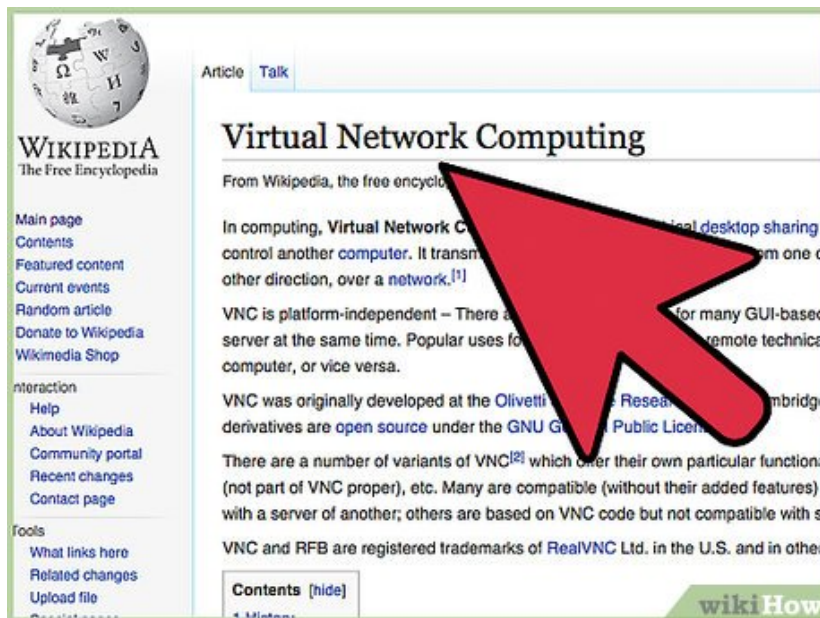 WIKIPEDIA
The Free Encyclopedia
Main page
Contents
Featured content
Current events
Random article
Donate to Wikipedia
Wikimedia Shop
nteraction
Help
About Wikipedia
Community portal
Recent changes
Contact page
Tools
What links here
Related changes
Upload file
Article Talk
Virtual Network Computing
From Wikipedia, the free encyclo
In computing, Virtual Network C desktop sharing
control another computer. It transm om one
other direction, over a network.[1]
VNC is platform-independent – There a for many GUI-based
server at the same time. Popular uses fo remote technica
computer, or vice versa.
VNC was originally developed at the Olivetti Resea mbridge
derivatives are open source under the GNU G Public Licen
There are a number of variants of VNC[2] which offer their own particular functiona
(not part of VNC proper), etc. Many are compatible (without their added features)
with a server of another; others are based on VNC code but not compatible with s
VNC and RFB are registered trademarks of RealVNC Ltd. in the U.S. and in othe
Contents [hide]
wikiHow